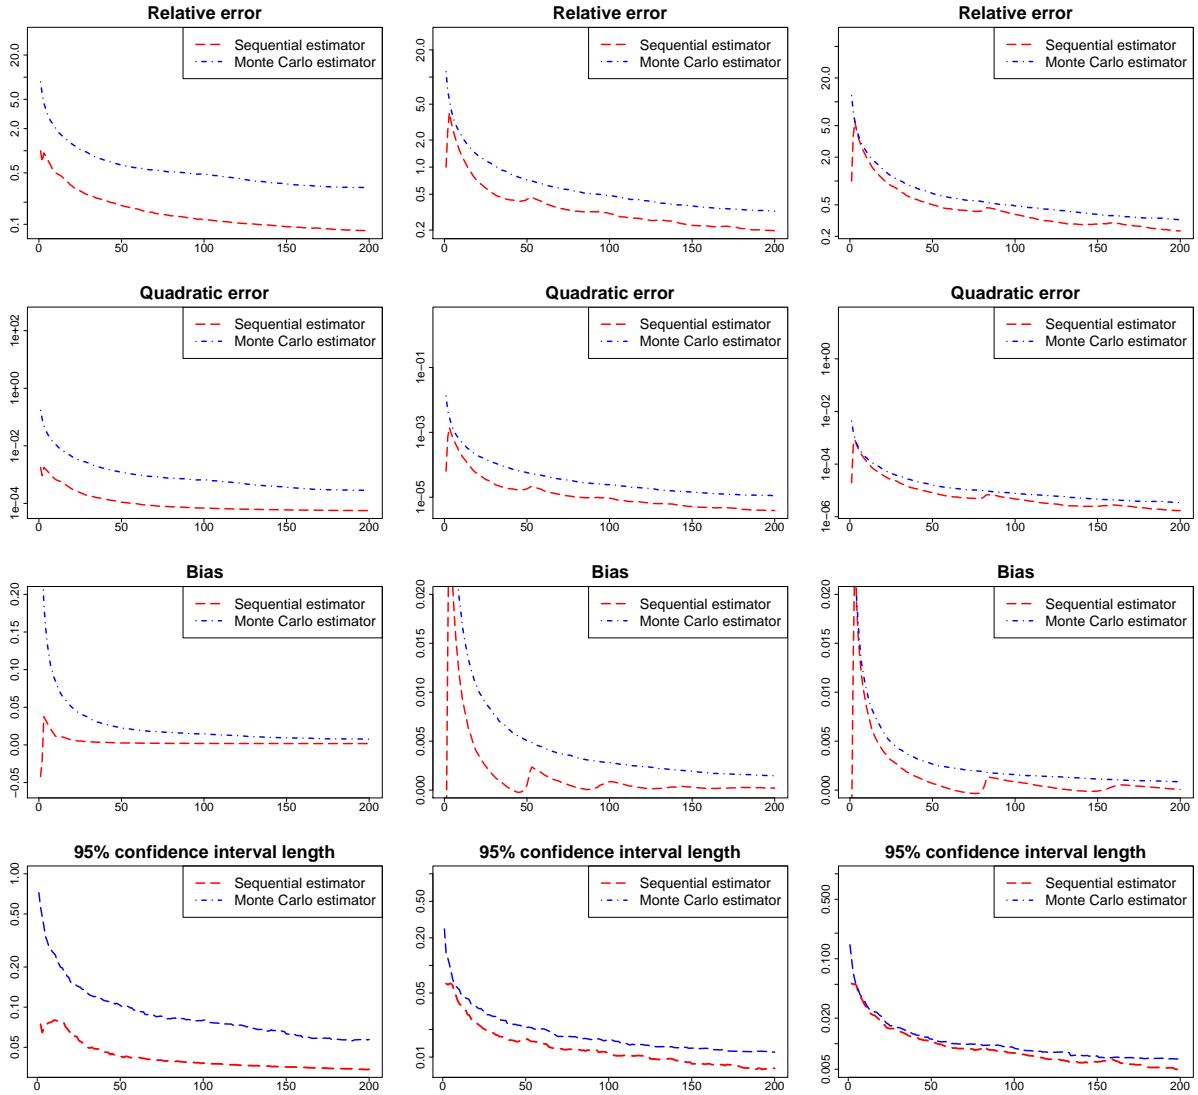 Relative error
Sequential estimator
Monte Carlo estimator
20.0
5.0
2.0
0.5
0.1
0 50 100 150 200
Relative error
Sequential estimator
Monte Carlo estimator
20.0
5.0
2.0
1.0
0.5
0.2
0 50 100 150 200
Relative error
Sequential estimator
Monte Carlo estimator
20.0
5.0
2.0
0.5
0.2
0 50 100 150 200
Quadratic error
Sequential estimator
Monte Carlo estimator
1e+02
1e+00
1e−02
1e−04
0 50 100 150 200
Quadratic error
Sequential estimator
Monte Carlo estimator
1e−01
1e−03
1e−05
0 50 100 150 200
Quadratic error
Sequential estimator
Monte Carlo estimator
1e+00
1e−02
1e−04
1e−06
0 50 100 150 200
Bias
Sequential estimator
Monte Carlo estimator
0.20
0.15
0.10
0.05
0.00
−0.05
0 50 100 150 200
Bias
Sequential estimator
Monte Carlo estimator
0.020
0.015
0.010
0.005
0.000
0 50 100 150 200
Bias
Sequential estimator
Monte Carlo estimator
0.020
0.015
0.010
0.005
0.000
0 50 100 150 200
95% confidence interval length
Sequential estimator
Monte Carlo estimator
1.00
0.50
0.20
0.10
0.05
0 50 100 150 200
95% confidence interval length
Sequential estimator
Monte Carlo estimator
0.20
0.05
0.01
0 50 100 150 200
95% confidence interval length
Sequential estimator
Monte Carlo estimator
0.500
0.100
0.020
0.005
0 50 100 150 200